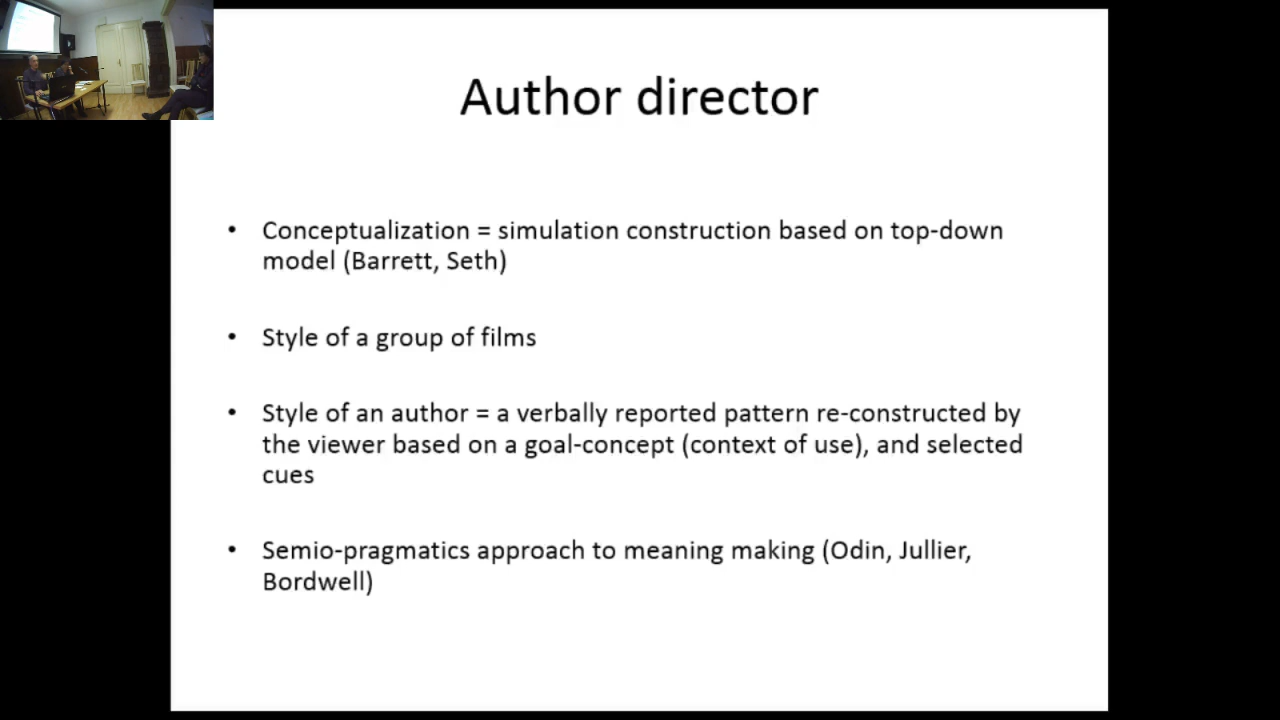 Author director
• Conceptualization = simulation construction based on top-down
model (Barrett, Seth)
• Style of a group of films
• Style of an author = a verbally reported pattern re-constructed by
the viewer based on a goal-concept (context of use), and selected
cues
• Semio-pragmatics approach to meaning making (Odin, Jullier,
Bordwell)